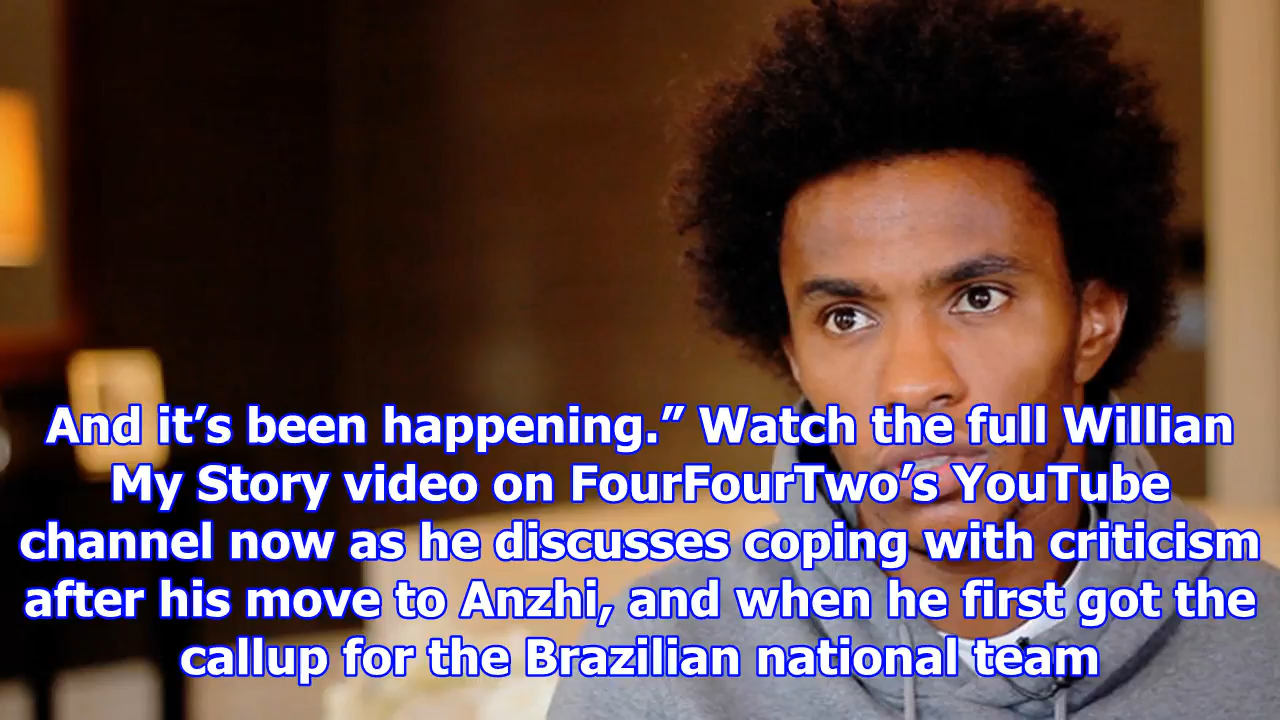 And it’s been happening.” Watch the full Willian
My Story video on FourFourTwo’s YouTube
channel now as he discusses coping with criticism
after his move to Anzhi, and when he first got the
callup for the Brazilian national team